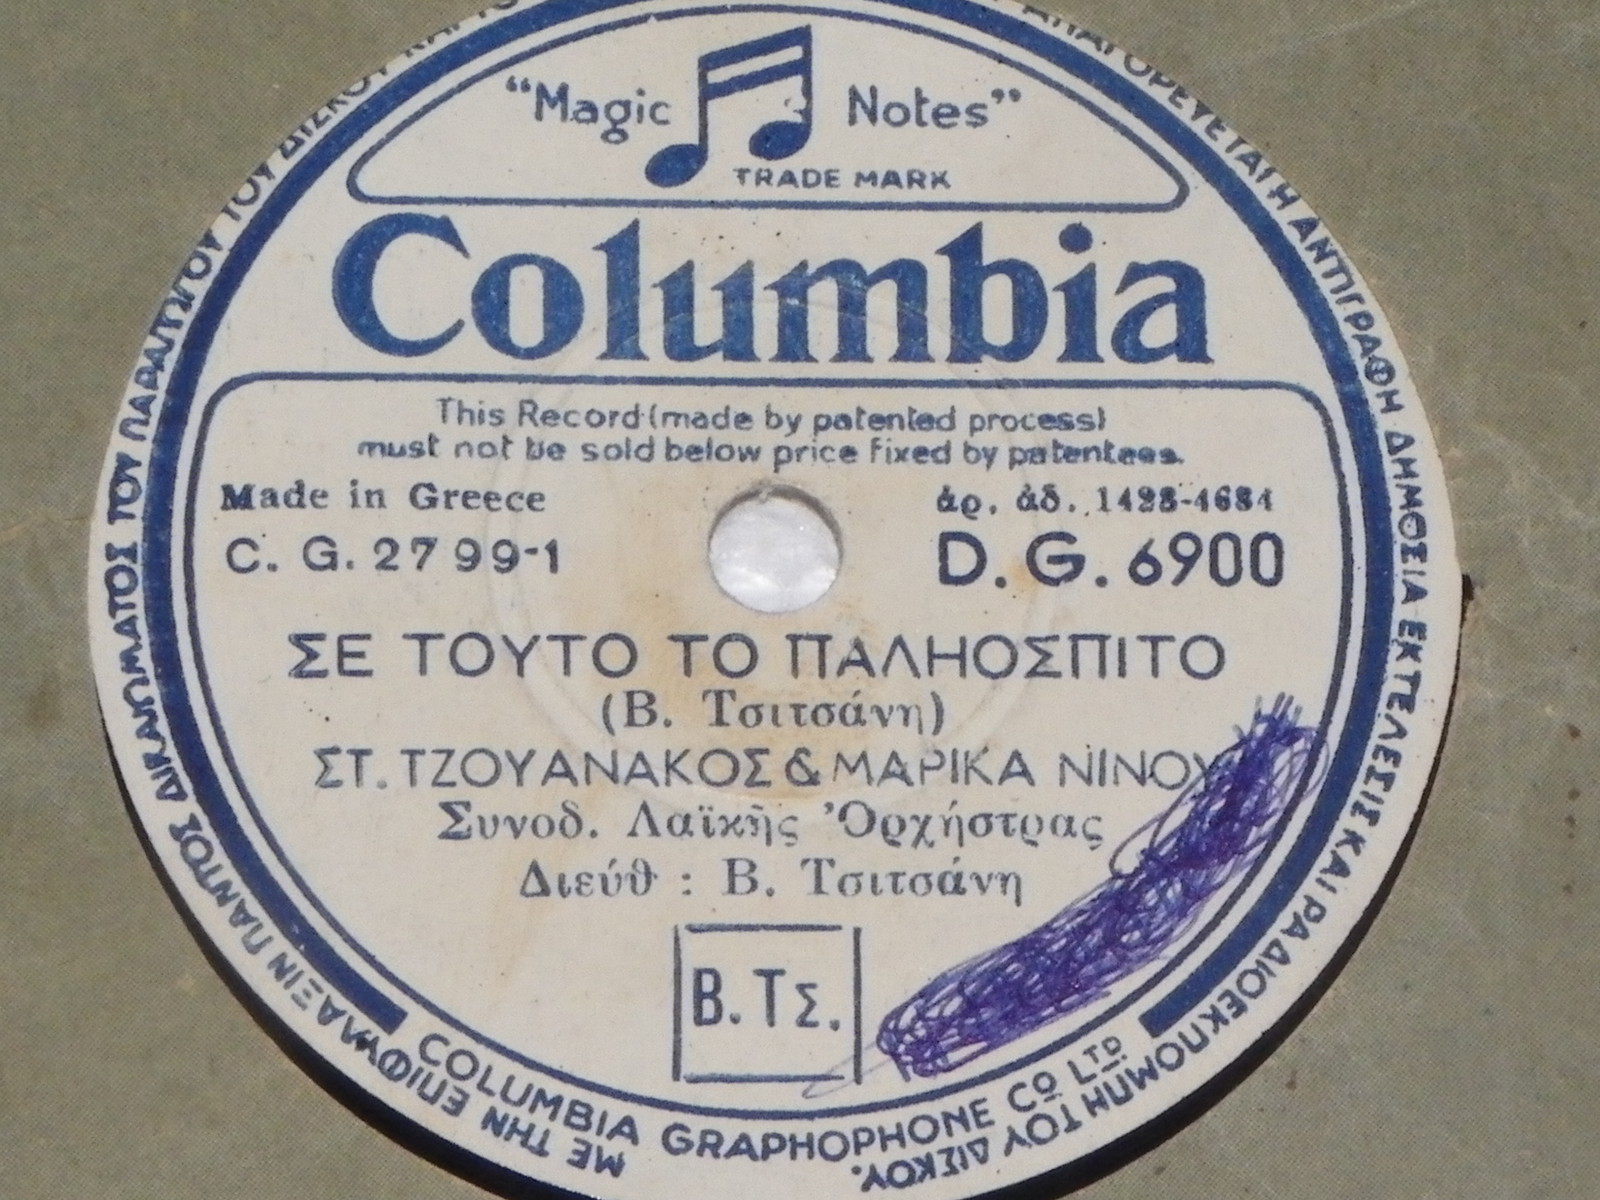 "Magic Notes"
TRADE MARK
Columbia
This Record (made by patented process)
must not be sold below price fixed by patentees.
Made in Greece
ἀρ. ἀδ. 1428-4684
C. G. 2799-1
D. G. 6900
ΣΕ ΤΟΥΤΟ ΤΟ ΠΑΛΗΟΣΠΙΤΟ
(Β. Τσιτσάνη)
ΣΤ. ΤΖΟΥΑΝΑΚΟΣ & ΜΑΡΙΚΑ ΝΙΝΟΥ
Συνοδ. Λαϊκῆς Ὀρχήστρας
Διεύθ : Β. Τσιτσάνη
Β. Τς.
COLUMBIA GRAPHOPHONE CO LTD.
ΜΕ ΤΗΝ ΕΠΙΦΥΛΑΞΙΝ ΠΑΝΤΟΣ ΔΙΚΑΙΩΜΑΤΟΣ ΤΟΥ ΠΑΡΑΓΩΓΟΥ ΤΟΥ ΔΙΣΚΟΥ ΚΑΙ ΑΠΑΓΟΡΕΥΕΤΑΙ Η ΑΝΤΙΓΡΑΦΗ ΔΗΜΟΣΙΑ ΕΚΤΕΛΕΣΙΣ ΚΑΙ ΡΑΔΙΟΕΚΠΟΜΠΗ ΤΟΥ ΔΙΣΚΟΥ.